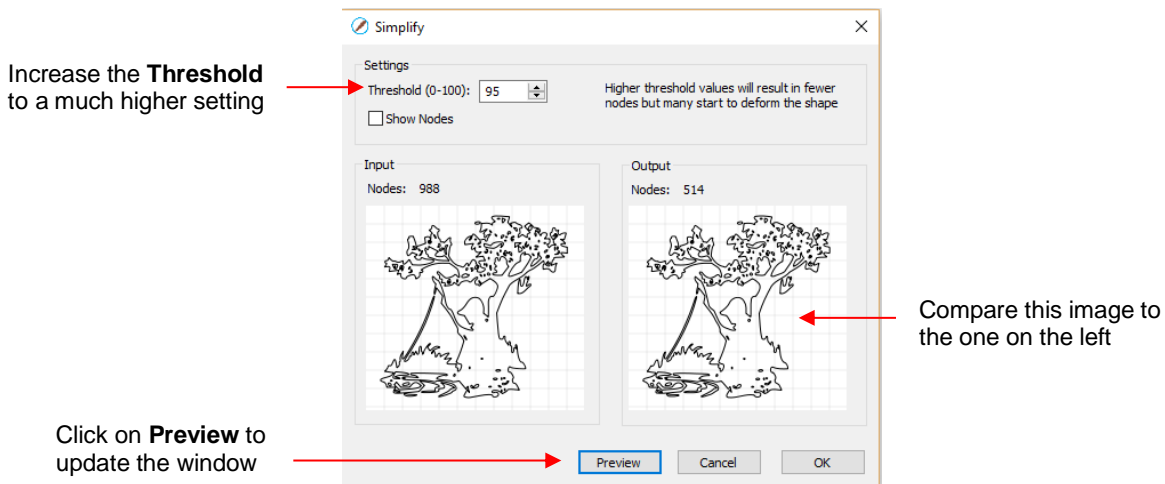 Simplify
Increase the Threshold
to a much higher setting
Settings
Threshold (0-100): 95
Show Nodes
Higher threshold values will result in fewer
nodes but many start to deform the shape
Input
Nodes: 988
Output
Nodes: 514
Compare this image to
the one on the left
Click on Preview to
update the window
Preview
Cancel
OK